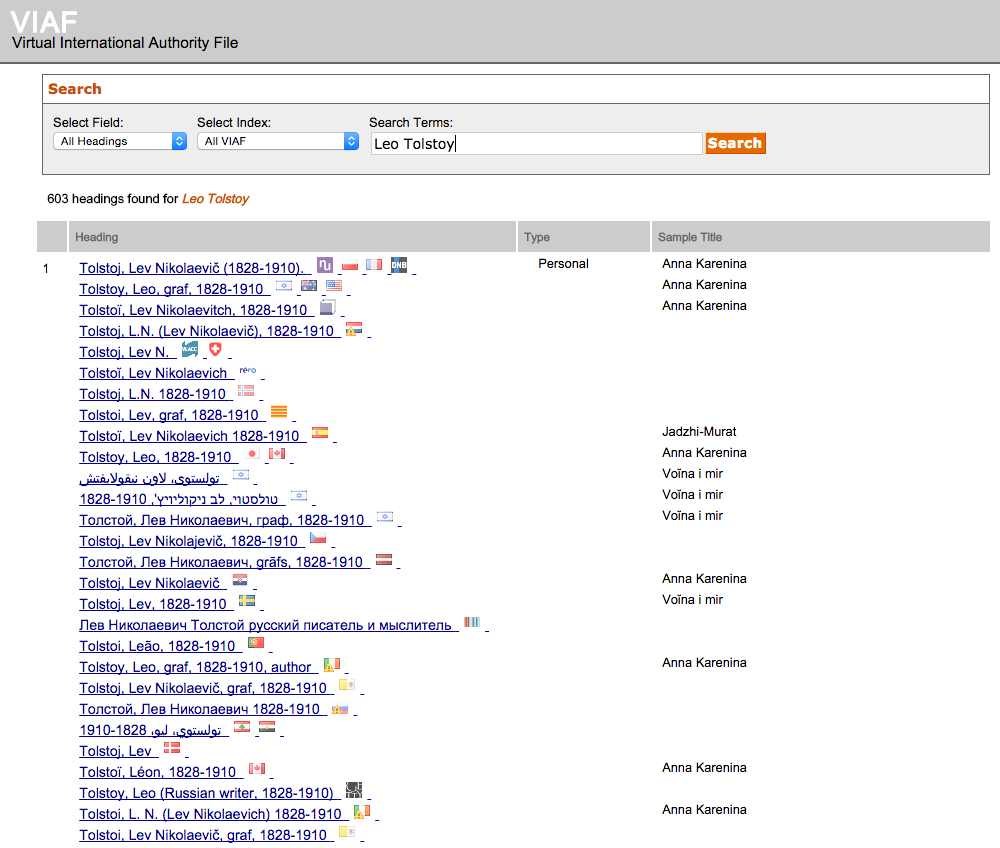 VIAF
Virtual International Authority File
Search
Select Field: Select Index: Search Terms:
All Headings All VIAF Leo Tolstoy Search
603 headings found for Leo Tolstoy
Heading Type Sample Title
1 Tolstoj, Lev Nikolaevič (1828-1910). DNB Personal Anna Karenina
Tolstoy, Leo, graf, 1828-1910 Anna Karenina
Tolstoï, Lev Nikolaevitch, 1828-1910 Anna Karenina
Tolstoj, L.N. (Lev Nikolaevič), 1828-1910
Tolstoj, Lev N. VLACC
Tolstoï, Lev Nikolaevich rero
Tolstoj, L.N. 1828-1910
Tolstoi, Lev, graf, 1828-1910
Tolstoï, Lev Nikolaevich 1828-1910 Jadzhi-Murat
Tolstoy, Leo, 1828-1910 Anna Karenina
تولستوي، لاون نيقولايفتش Voĭna i mir
טולסטוי, לב ניקוליויץ', 1828-1910 Voĭna i mir
Толстой, Лев Николаевич, граф, 1828-1910 Voĭna i mir
Tolstoj, Lev Nikolajevič, 1828-1910
Толстой, Лев Николаевич, grāfs, 1828-1910
Tolstoj, Lev Nikolaevič Anna Karenina
Tolstoj, Lev, 1828-1910 Voĭna i mir
Лев Николаевич Толстой русский писатель и мыслитель
Tolstoi, Leão, 1828-1910
Tolstoy, Leo, graf, 1828-1910, author Anna Karenina
Tolstoj, Lev Nikolaevič, graf, 1828-1910
Толстой, Лев Николаевич 1828-1910
تولستوي، ليو، 1828-1910
Tolstoj, Lev
Tolstoï, Léon, 1828-1910 Anna Karenina
Tolstoy, Leo (Russian writer, 1828-1910)
Tolstoi, L. N. (Lev Nikolaevich) 1828-1910 Anna Karenina
Tolstoi, Lev Nikolaevič, graf, 1828-1910